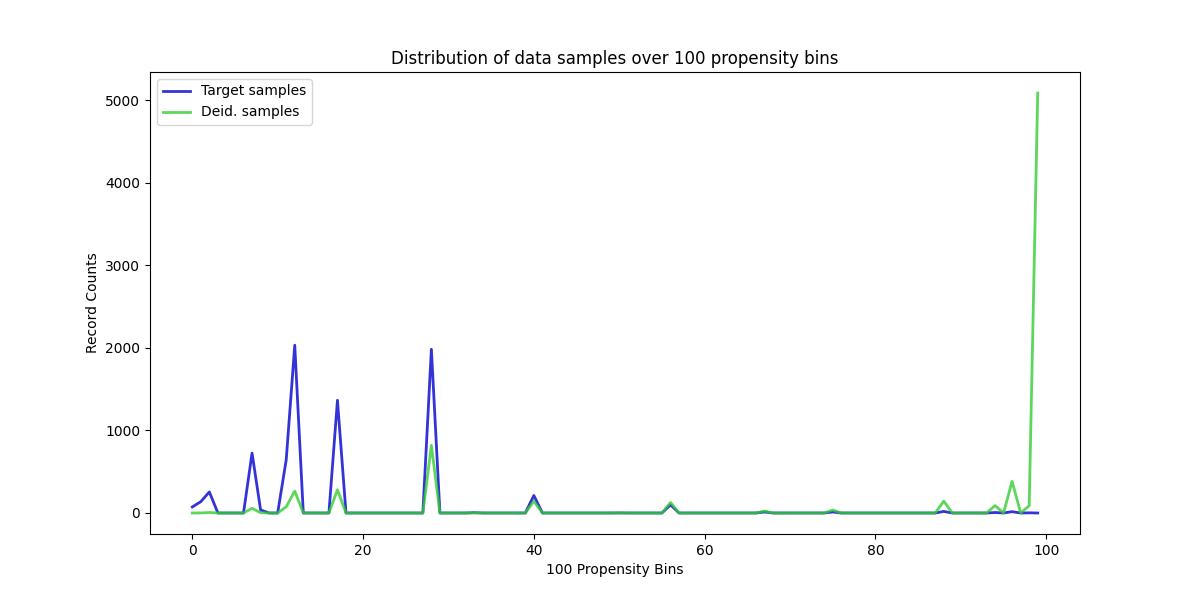 Distribution of data samples over 100 propensity bins
Target samples
Deid. samples
5000
4000
3000
2000
1000
0
Record Counts
0 20 40 60 80 100
100 Propensity Bins